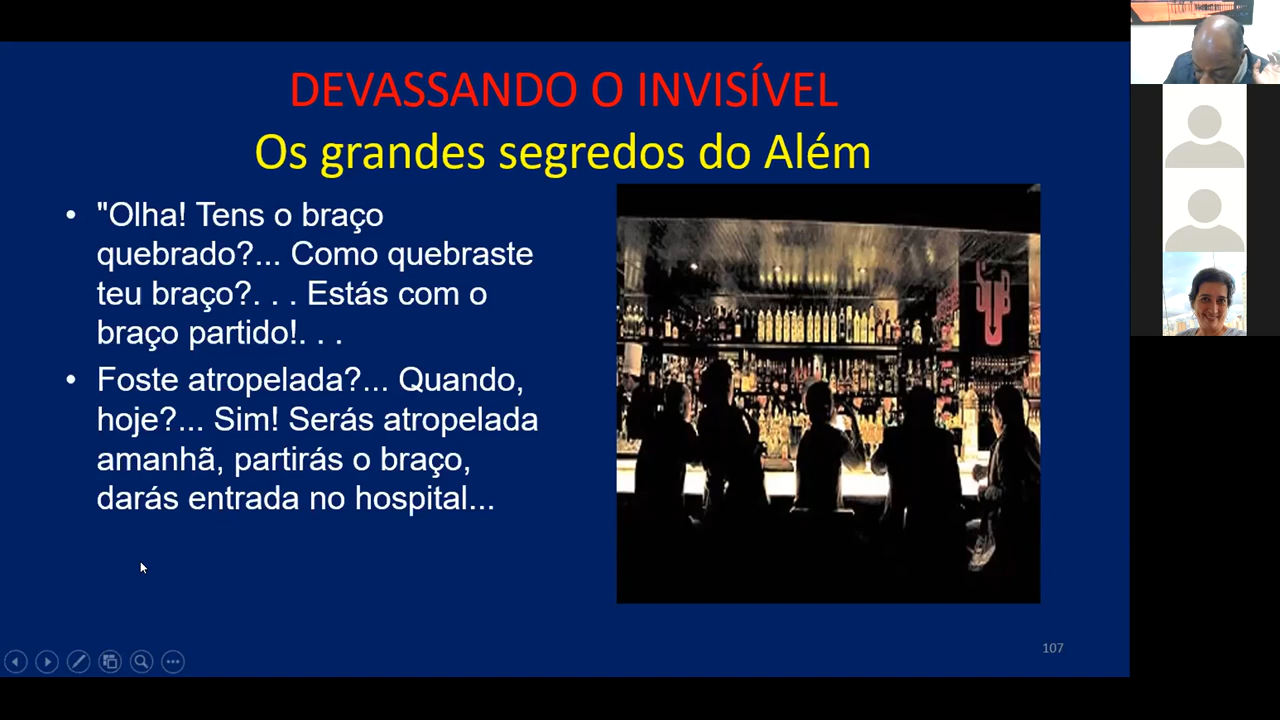 DEVASSANDO O INVISÍVEL
Os grandes segredos do Além
• "Olha! Tens o braço
quebrado?... Como quebraste
teu braço?. . . Estás com o
braço partido!. . .
• Foste atropelada?... Quando,
hoje?... Sim! Serás atropelada
amanhã, partirás o braço,
darás entrada no hospital...
107